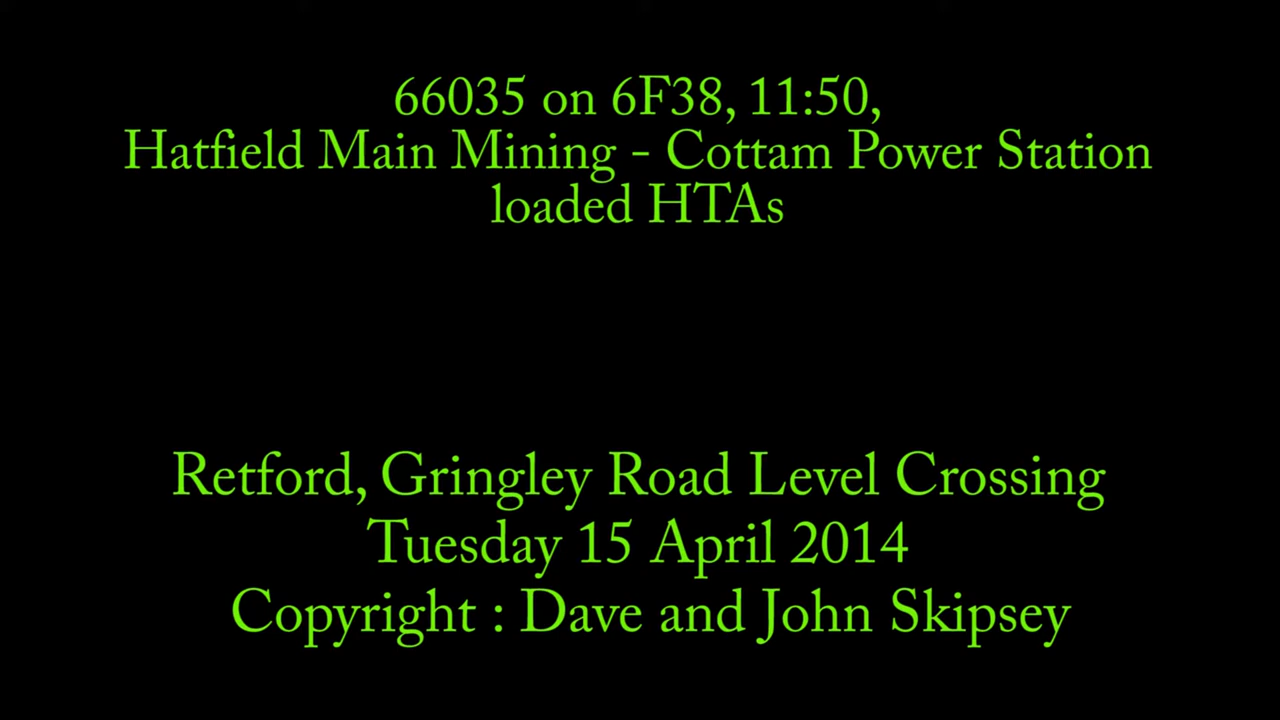 66035 on 6F38, 11:50,
Hatfield Main Mining - Cottam Power Station
loaded HTAs
Retford, Gringley Road Level Crossing
Tuesday 15 April 2014
Copyright : Dave and John Skipsey